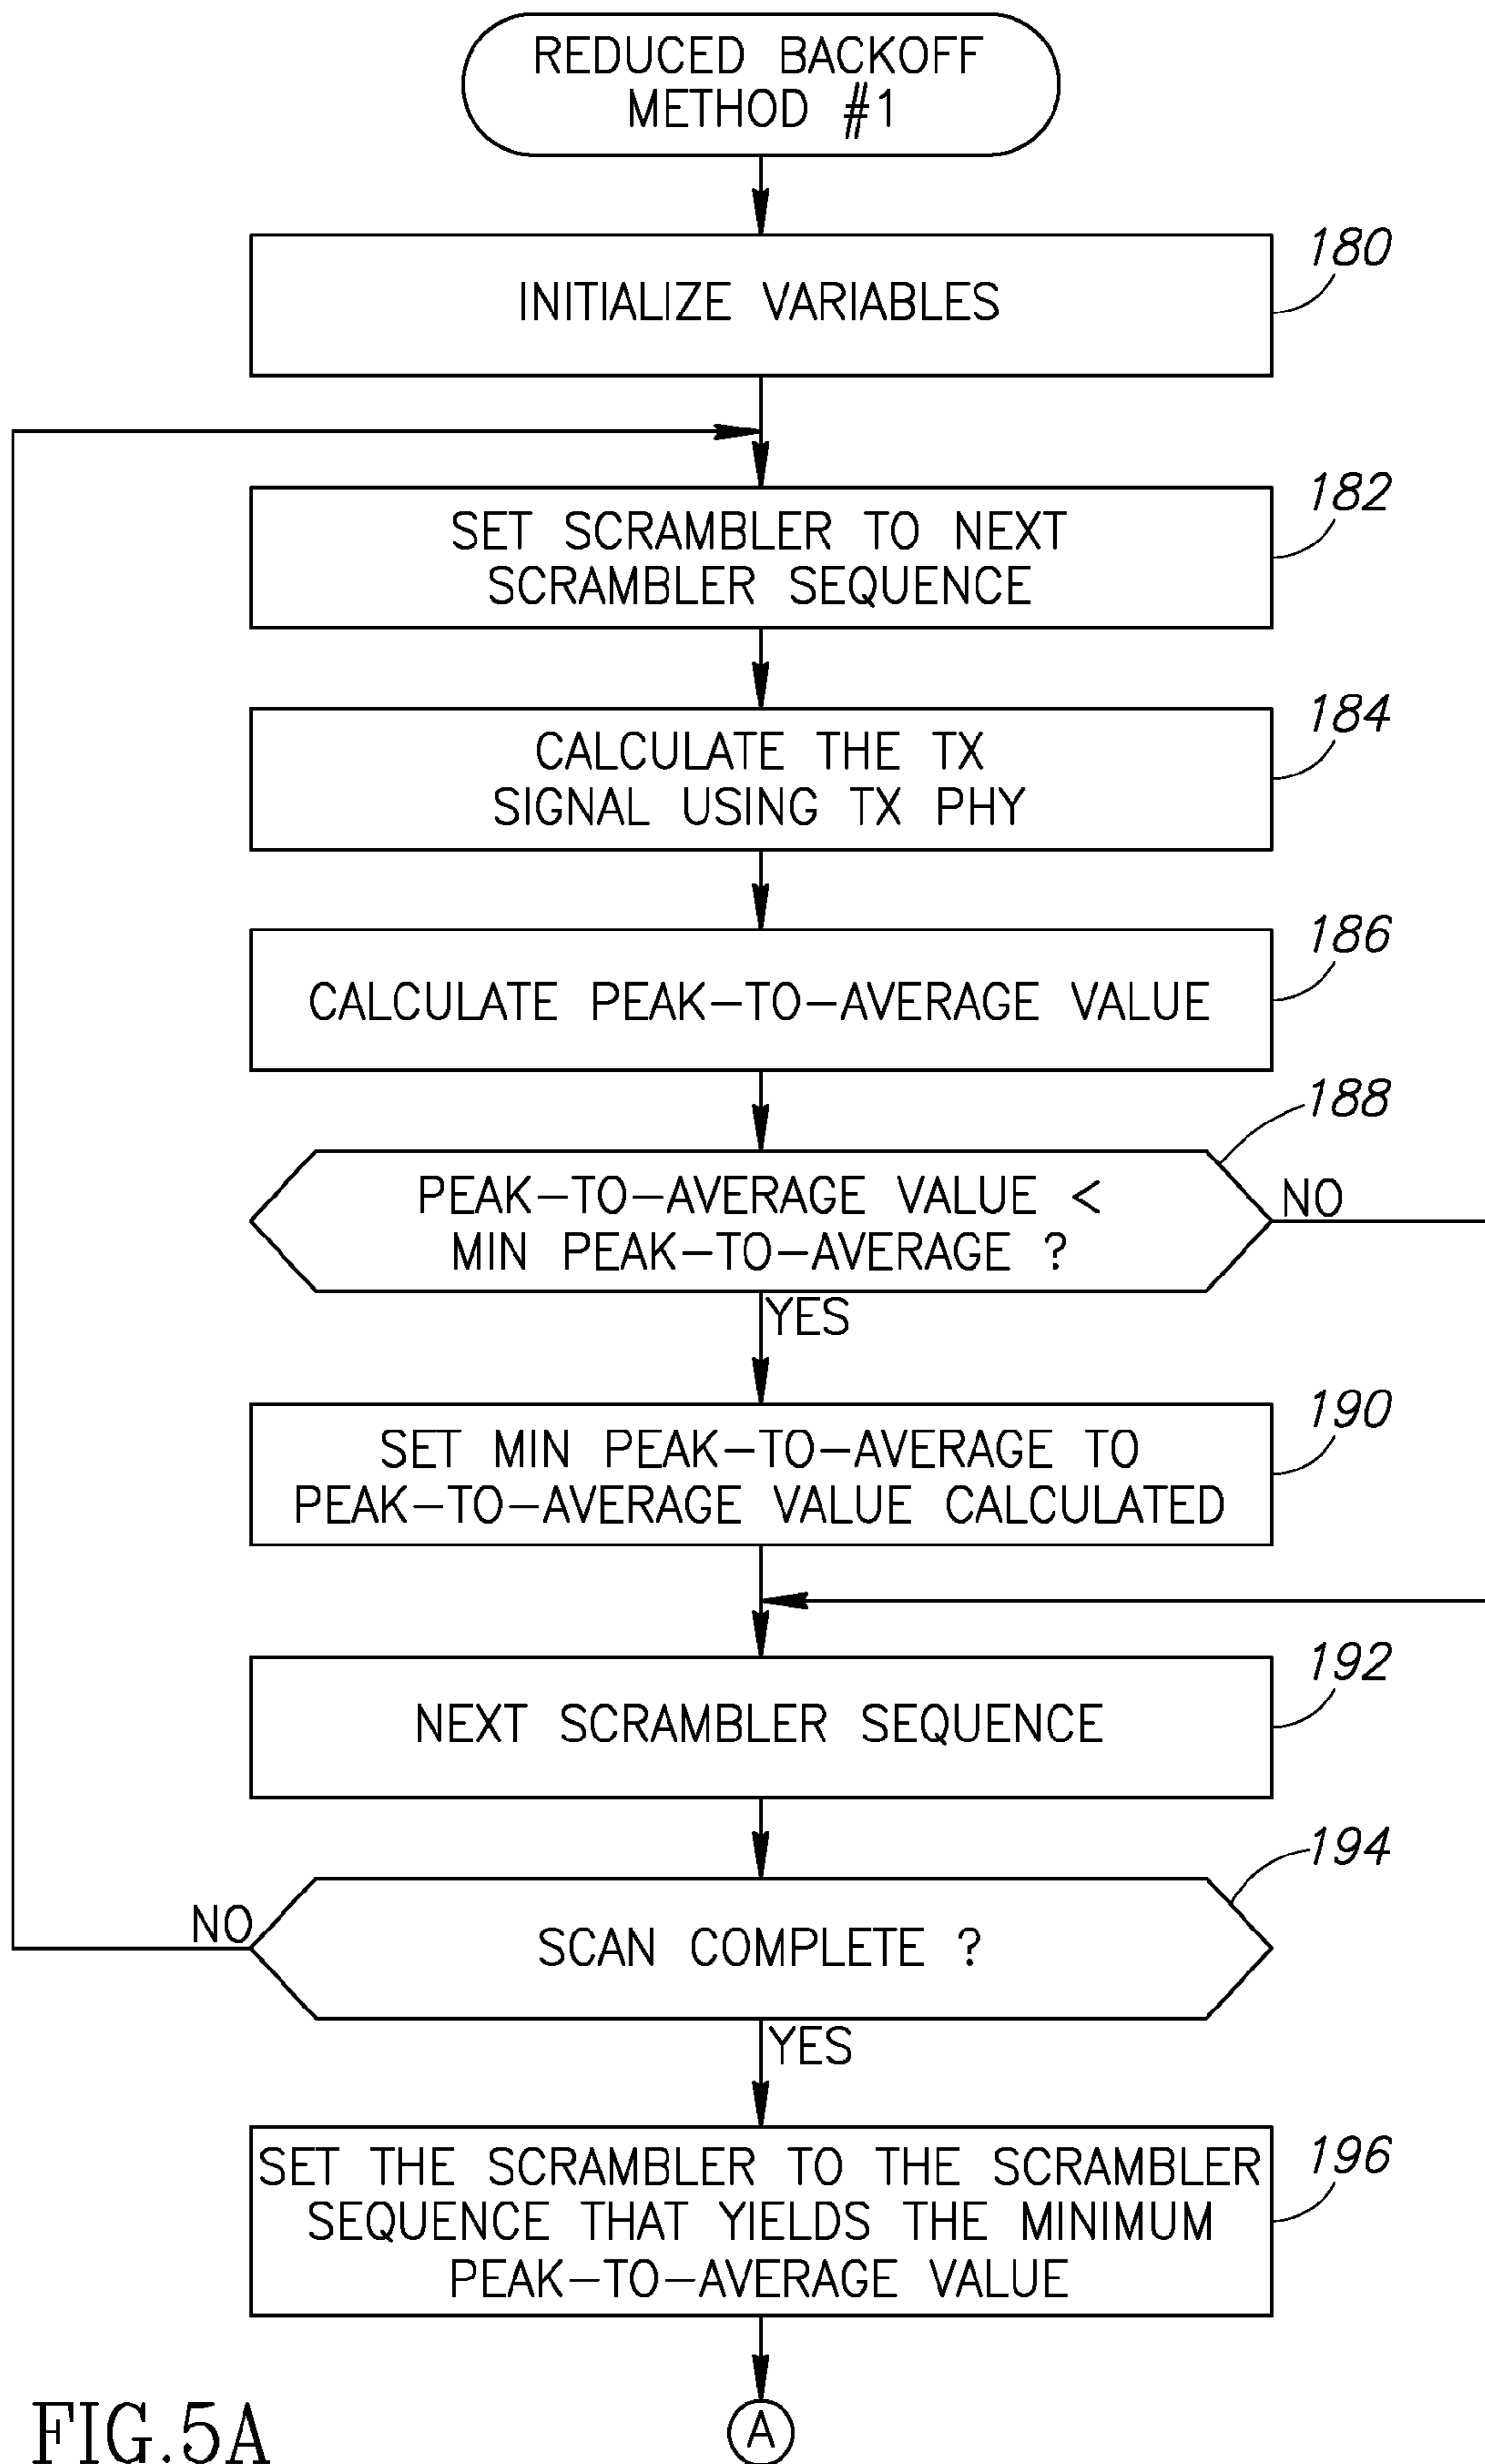 REDUCED BACKOFF
METHOD #1
180
INITIALIZE VARIABLES
182
SET SCRAMBLER TO NEXT
SCRAMBLER SEQUENCE
184
CALCULATE THE TX
SIGNAL USING TX PHY
186
CALCULATE PEAK-TO-AVERAGE VALUE
188
PEAK-TO-AVERAGE VALUE <
MIN PEAK-TO-AVERAGE ?
NO
YES
190
SET MIN PEAK-TO-AVERAGE TO
PEAK-TO-AVERAGE VALUE CALCULATED
192
NEXT SCRAMBLER SEQUENCE
194
NO
SCAN COMPLETE ?
YES
196
SET THE SCRAMBLER TO THE SCRAMBLER
SEQUENCE THAT YIELDS THE MINIMUM
PEAK-TO-AVERAGE VALUE
A
FIG.5A